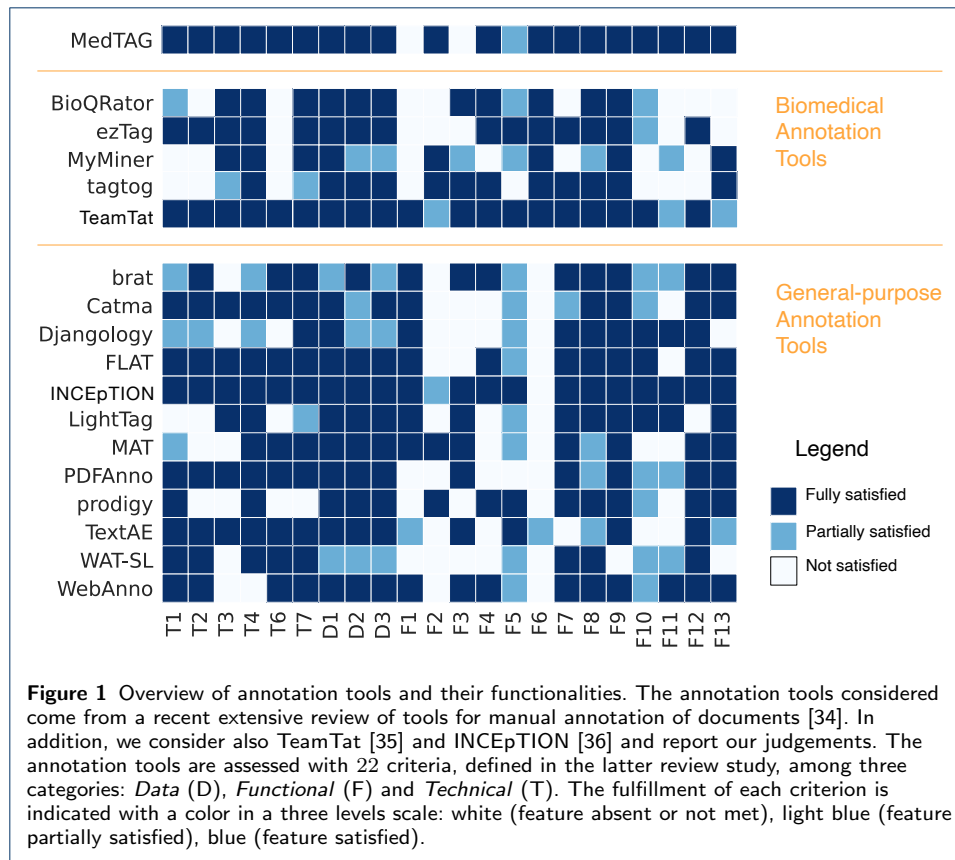 MedTAG
BioQRator
ezTag
MyMiner
tagtog
TeamTat
Biomedical
Annotation
Tools
brat
Catma
Djangology
FLAT
INCEpTION
LightTag
MAT
PDFAnno
prodigy
TextAE
WAT-SL
WebAnno
General-purpose
Annotation
Tools
Legend
Fully satisfied
Partially satisfied
Not satisfied
T1 T2 T3 T4 T6 T7 D1 D2 D3 F1 F2 F3 F4 F5 F6 F7 F8 F9 F10 F11 F12 F13
Figure 1 Overview of annotation tools and their functionalities. The annotation tools considered
come from a recent extensive review of tools for manual annotation of documents [34]. In
addition, we consider also TeamTat [35] and INCEpTION [36] and report our judgements. The
annotation tools are assessed with 22 criteria, defined in the latter review study, among three
categories: Data (D), Functional (F) and Technical (T). The fulfillment of each criterion is
indicated with a color in a three levels scale: white (feature absent or not met), light blue (feature
partially satisfied), blue (feature satisfied).